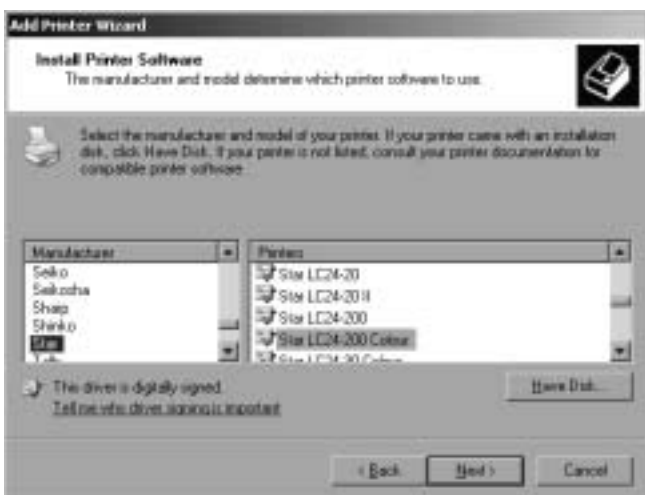 Add Printer Wizard
Install Printer Software
The manufacturer and model determine which printer software to use.
Select the manufacturer and model of your printer. If your printer came with an installation
disk, click Have Disk. If your printer is not listed, consult your printer documentation for
compatible printer software.
Manufacturer
Seiko
Seikosha
Sharp
Shinko
Star
Printers
Star LC24-20
Star LC24-20 II
Star LC24-200
Star LC24-200 Colour
Star LC24-30 Colour
This driver is digitally signed.
Tell me why driver signing is important
Have Disk...
< Back
Next >
Cancel